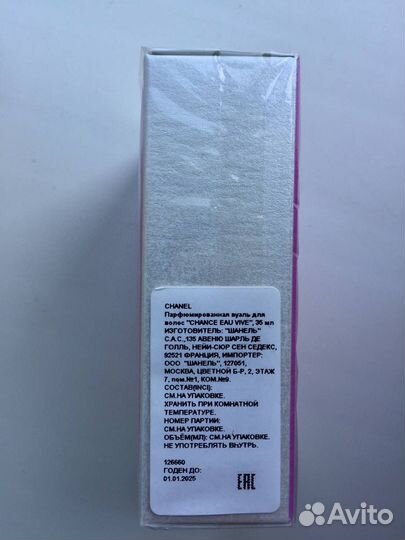 CHANEL
Парфюмированная вуаль для
волос "CHANCE EAU VIVE", 35 мл
ИЗГОТОВИТЕЛЬ: "ШАНЕЛЬ"
С.А.С.,135 АВЕНЮ ШАРЛЬ ДЕ
ГОЛЛЬ, НЕЙИ-СЮР СЕН СЕДЕКС,
92521 ФРАНЦИЯ, ИМПОРТЕР:
ООО "ШАНЕЛЬ", 127051,
МОСКВА, ЦВЕТНОЙ Б-Р, 2, ЭТАЖ
7, пом.№1, КОМ.№9.
СОСТАВ(INCI):
СМ.НА УПАКОВКЕ.
ХРАНИТЬ ПРИ КОМНАТНОЙ
ТЕМПЕРАТУРЕ.
НОМЕР ПАРТИИ:
СМ.НА УПАКОВКЕ.
ОБЪЁМ(МЛ): СМ.НА УПАКОВКЕ.
НЕ УПОТРЕБЛЯТЬ ВНУТРЬ.
126660
ГОДЕН ДО:
01.01.2025
EAC
Avito